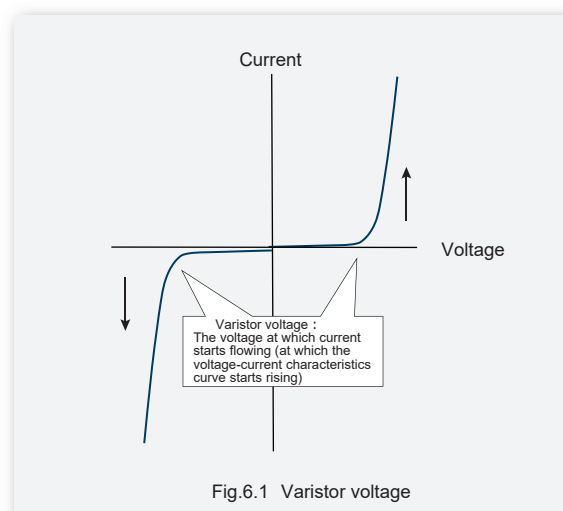 Current
Voltage
Varistor voltage：
The voltage at which current
starts flowing (at which the
voltage-current characteristics
curve starts rising)
Fig.6.1 Varistor voltage